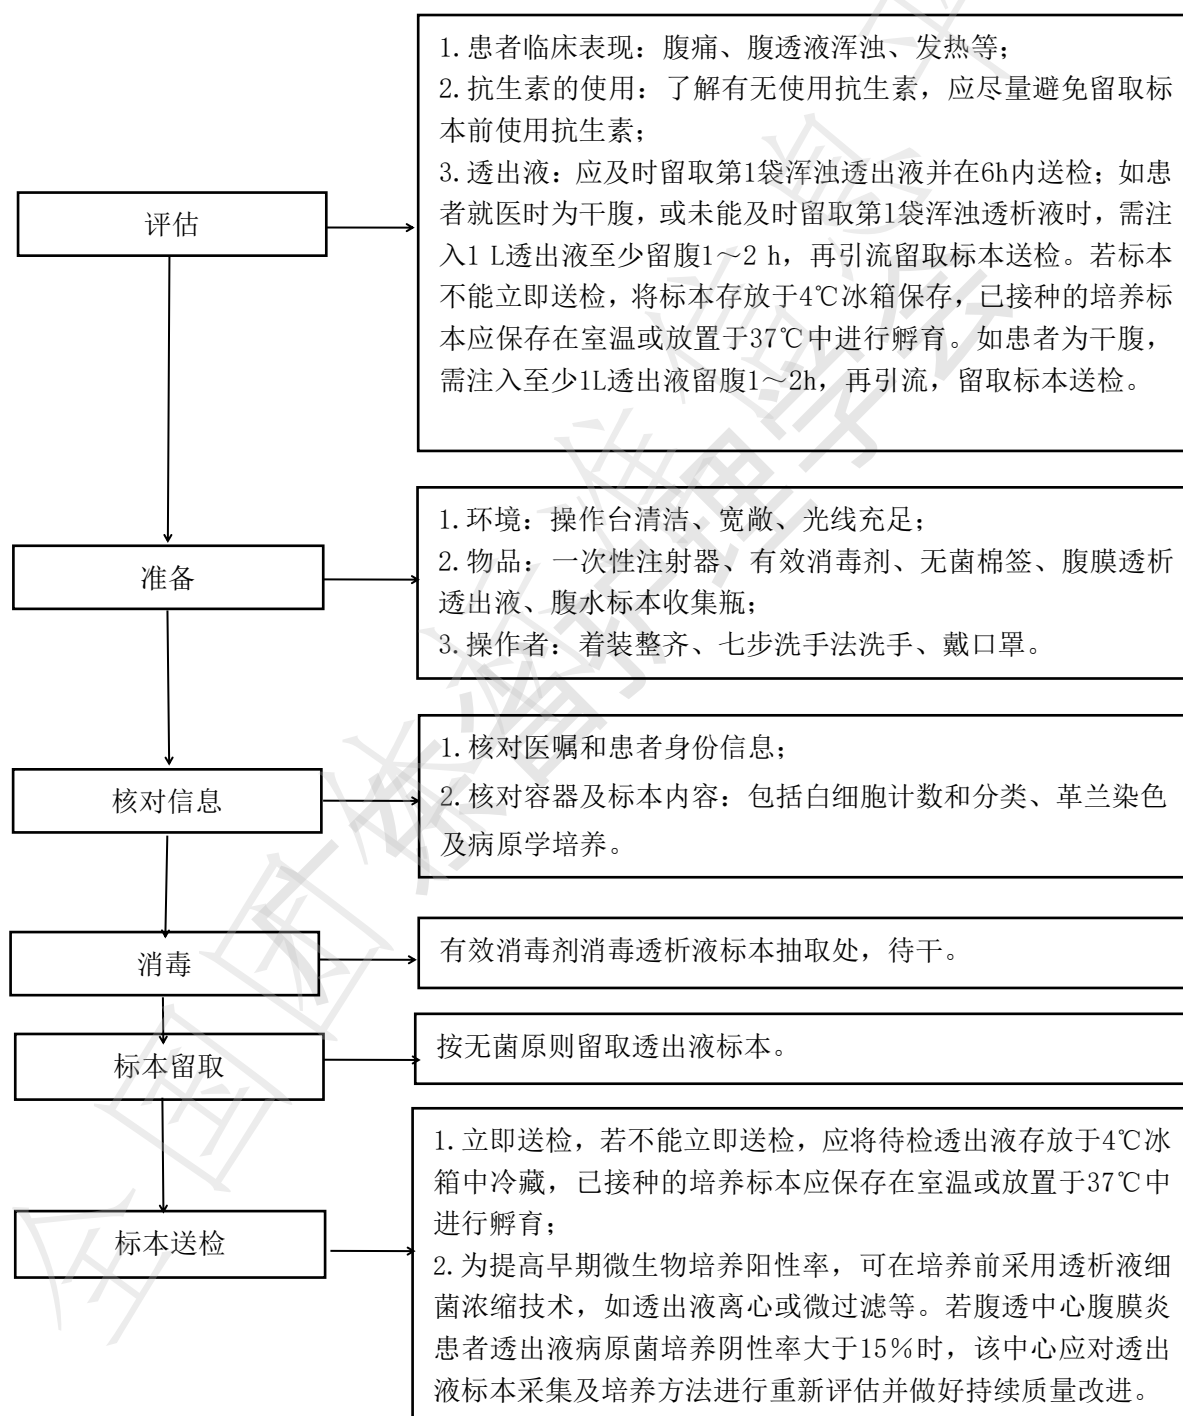 评估
1.患者临床表现：腹痛、腹透液浑浊、发热等；
2.抗生素的使用：了解有无使用抗生素，应尽量避免留取标
本前使用抗生素；
3.透出液：应及时留取第1袋浑浊透出液并在6h内送检；如患
者就医时为干腹，或未能及时留取第1袋浑浊透析液时，需注
入1 L透出液至少留腹1～2 h，再引流留取标本送检。若标本
不能立即送检，将标本存放于4℃冰箱保存，已接种的培养标
本应保存在室温或放置于37℃中进行孵育。如患者为干腹，
需注入至少1L透出液留腹1～2h，再引流，留取标本送检。
准备
1.环境：操作台清洁、宽敞、光线充足；
2.物品：一次性注射器、有效消毒剂、无菌棉签、腹膜透析
透出液、腹水标本收集瓶；
3.操作者：着装整齐、七步洗手法洗手、戴口罩。
核对信息
1.核对医嘱和患者身份信息；
2.核对容器及标本内容：包括白细胞计数和分类、革兰染色
及病原学培养。
消毒
有效消毒剂消毒透析液标本抽取处，待干。
标本留取
按无菌原则留取透出液标本。
标本送检
1.立即送检，若不能立即送检，应将待检透出液存放于4℃冰
箱中冷藏，已接种的培养标本应保存在室温或放置于37℃中
进行孵育；
2.为提高早期微生物培养阳性率，可在培养前采用透析液细
菌浓缩技术，如透出液离心或微过滤等。若腹透中心腹膜炎
患者透出液病原菌培养阴性率大于15%时，该中心应对透出
液标本采集及培养方法进行重新评估并做好持续质量改进。
广东省护理学会